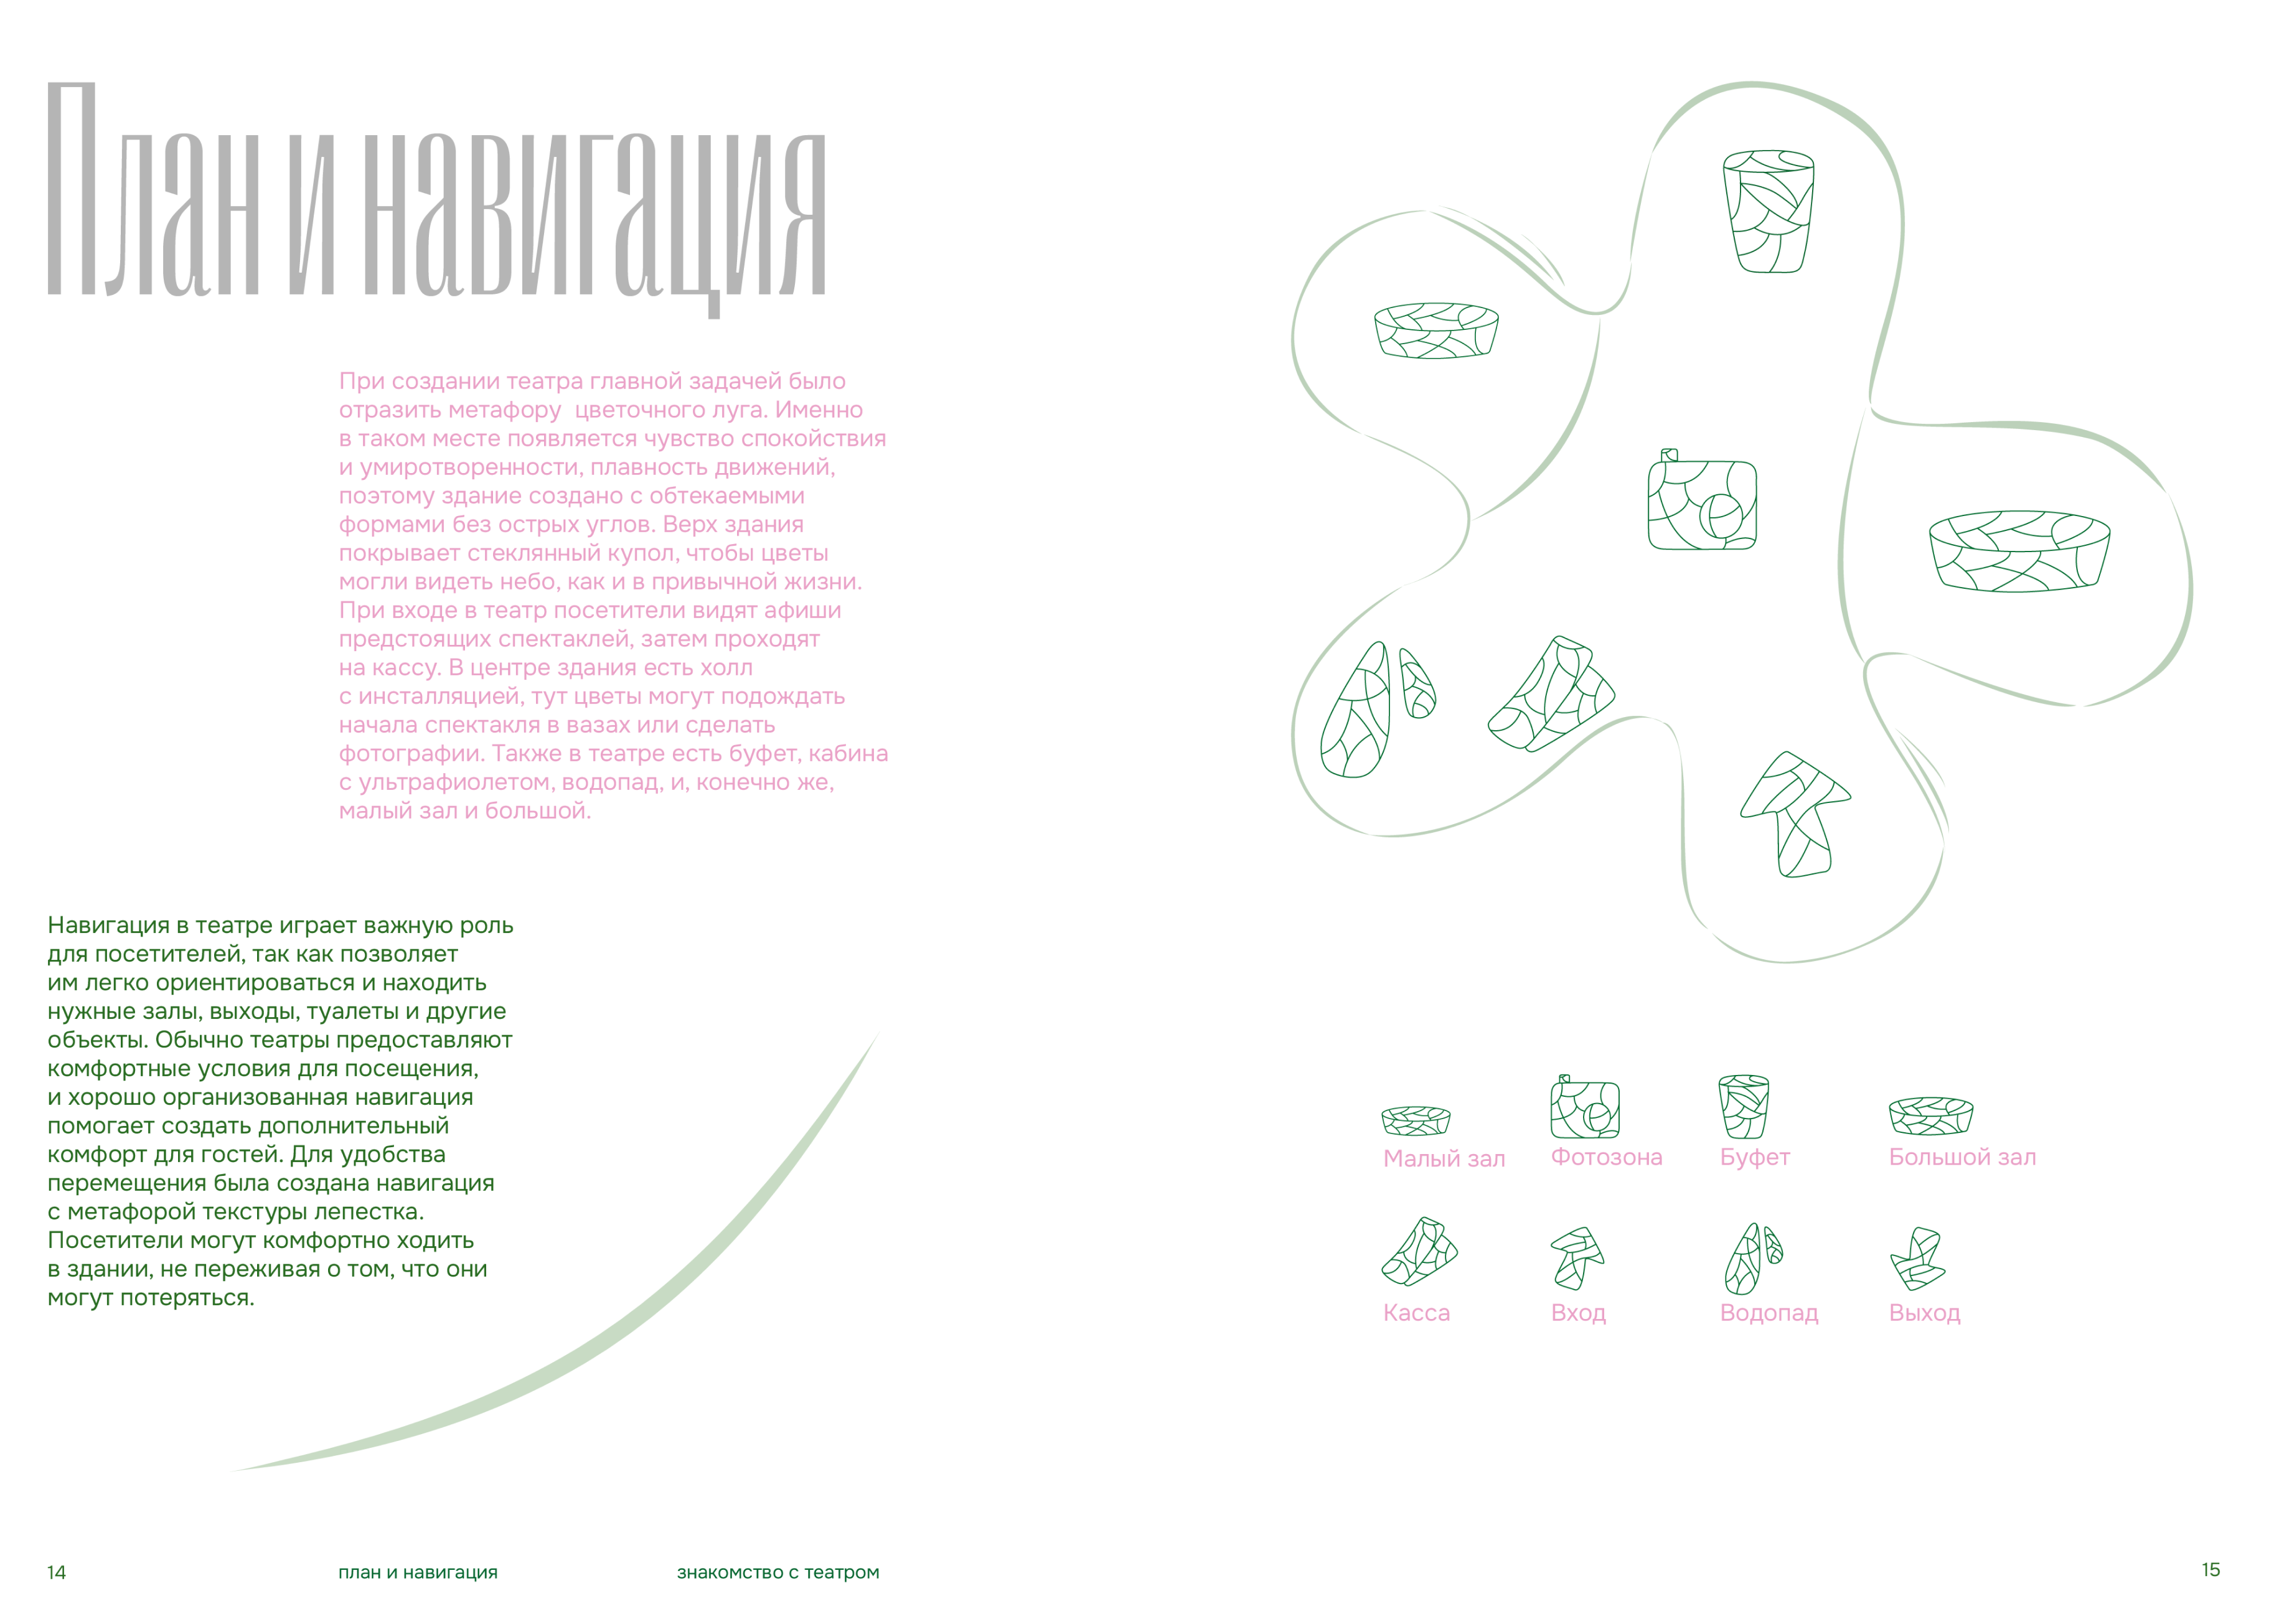 План и навигация
При создании театра главной задачей было
отразить метафору  цветочного луга. Именно
в таком месте появляется чувство спокойствия
и умиротворенности, плавность движений,
поэтому здание создано с обтекаемыми
формами без острых углов. Верх здания
покрывает стеклянный купол, чтобы цветы
могли видеть небо, как и в привычной жизни.
При входе в театр посетители видят афиши
предстоящих спектаклей, затем проходят
на кассу. В центре здания есть холл
с инсталляцией, тут цветы могут подождать
начала спектакля в вазах или сделать
фотографии. Также в театре есть буфет, кабина
с ультрафиолетом, водопад, и, конечно же,
малый зал и большой.
Навигация в театре играет важную роль
для посетителей, так как позволяет
им легко ориентироваться и находить
нужные залы, выходы, туалеты и другие
объекты. Обычно театры предоставляют
комфортные условия для посещения,
и хорошо организованная навигация
помогает создать дополнительный
комфорт для гостей. Для удобства
перемещения была создана навигация
с метафорой текстуры лепестка.
Посетители могут комфортно ходить
в здании, не переживая о том, что они
могут потеряться.
Малый зал
Фотозона
Буфет
Большой зал
Касса
Вход
Водопад
Выход
14
план и навигация
знакомство с театром
15